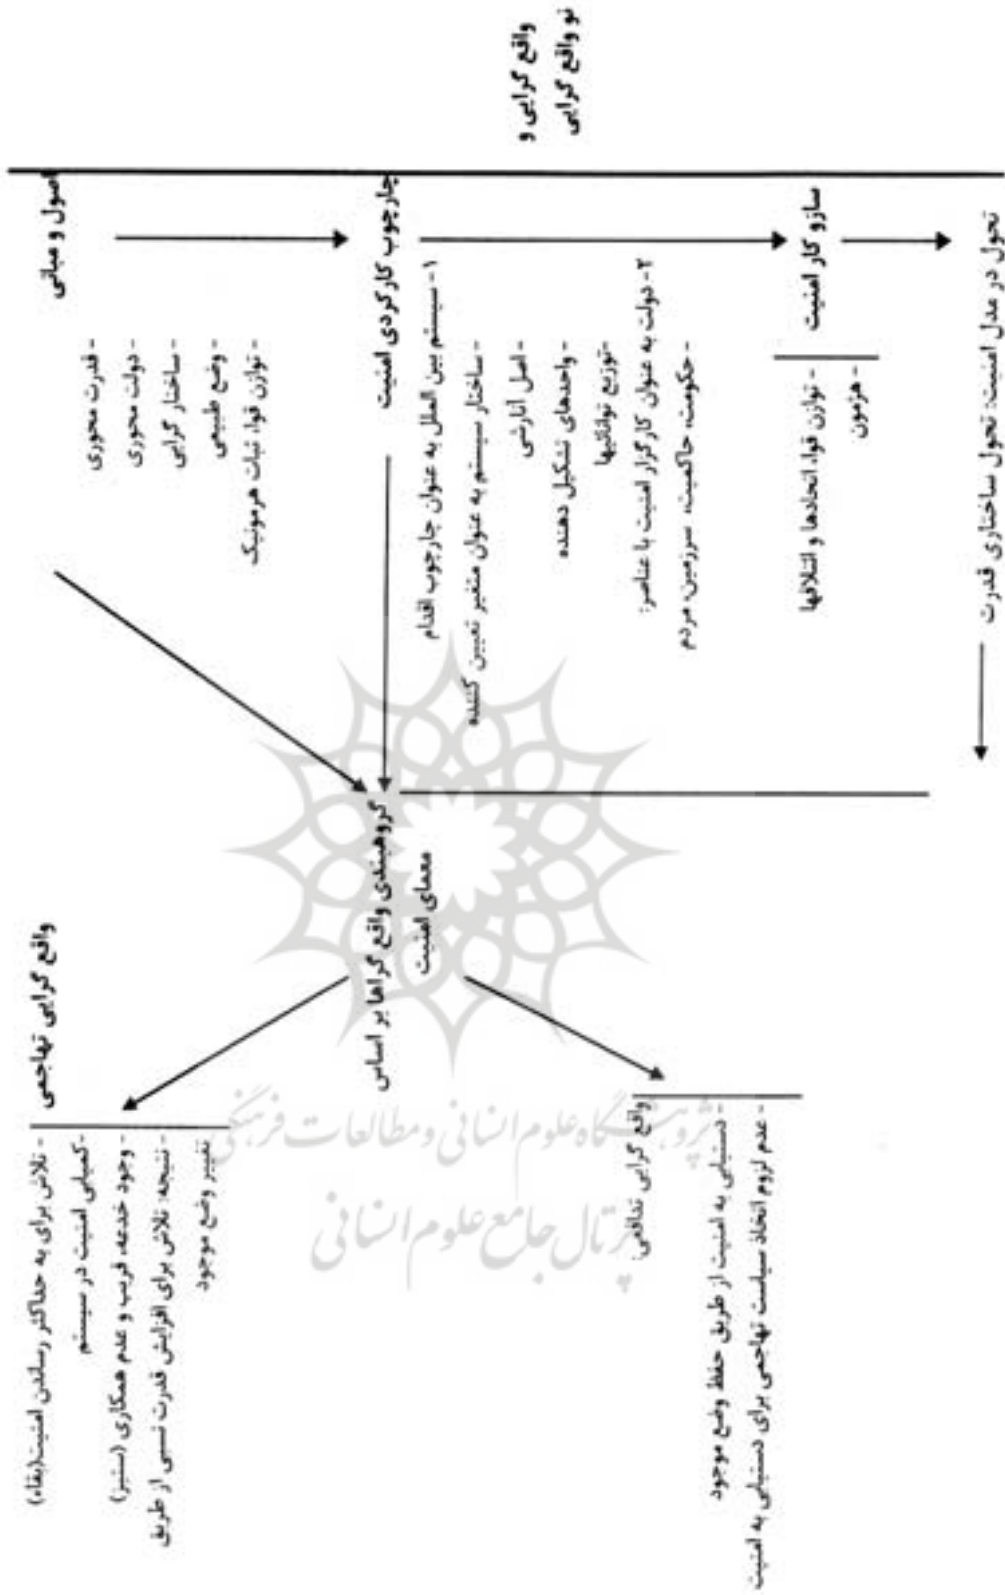 واقع گرایی و
نو واقع گرایی
اصول و مبانی
- قدرت محوری
- دولت محوری
- ساختار گرایی
- وضع طبیعی
- توازن قوا، ثبات هرمونیک
چارچوب کارکردی امنیت
۱- سیستم بین الملل به عنوان چارچوب اقدام
- ساختار سیستم به عنوان متغیر تعیین کننده
- اصل آنارشی
- واحدهای تشکیل دهنده
- توزیع توانائیها
۲- دولت به عنوان کارگزار امنیت با عناصر:
- حکومت، حاکمیت، سرزمین، مردم
سازو کار امنیت
- توازن قوا، اتحادها و ائتلافها
- هژمون
تحول در مدل امنیت: تحول ساختاری قدرت
گروهبندی واقع گراها بر اساس
معمای امنیت
واقع گرایی تهاجمی
- تلاش برای به حداکثر رساندن امنیت(بقاء)
-کمیابی امنیت در سیستم
- وجود خدعه، فریب و عدم همکاری (ستیز)
- نتیجه: تلاش برای افزایش قدرت نسبی از طریق
تغییر وضع موجود
واقع گرایی تدافعی:
- دستیابی به امنیت از طریق حفظ وضع موجود
- عدم لزوم اتخاذ سیاست تهاجمی برای دستیابی به امنیت
پژوهشگاه علوم انسانی و مطالعات فرهنگی
پرتال جامع علوم انسانی